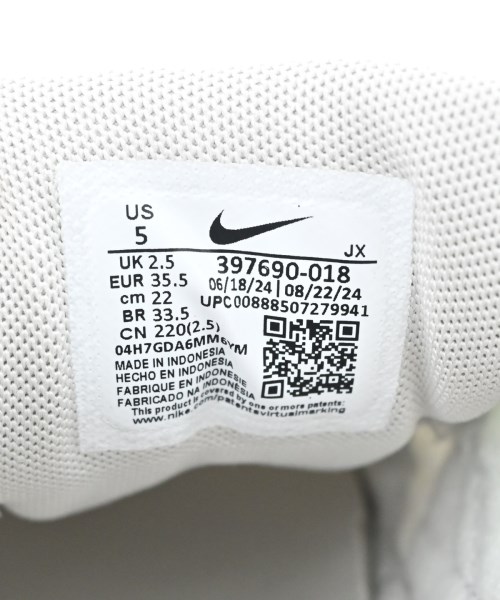 US
5
JX
UK 2.5
EUR 35.5
cm 22
BR 33.5
CN 220(2.5)
397690-018
06/18/24 | 08/22/24
UPC00888507279941
04H7GDA6MM6YM
MADE IN INDONESIA
HECHO EN INDONESIA
FABRIQUE EN INDONESIE
FABRICADO NA INDONESIA
This product is covered by one or more patents:
www.nike.com/patentsvirtualmarking